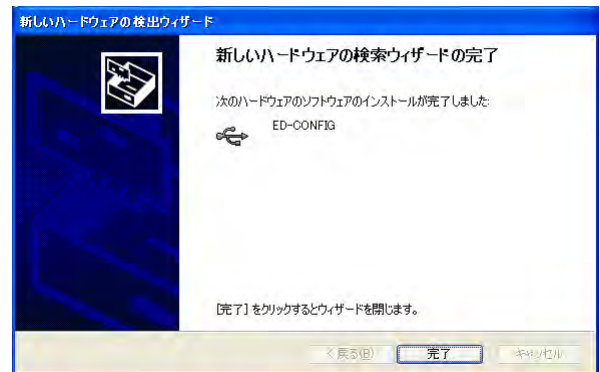 新しいハードウェアの検出ウィザード
新しいハードウェアの検索ウィザードの完了
次のハードウェアのソフトウェアのインストールが完了しました:
ED-CONFIG
[完了] をクリックするとウィザードを閉じます。
< 戻る(B) 完了 キャンセル